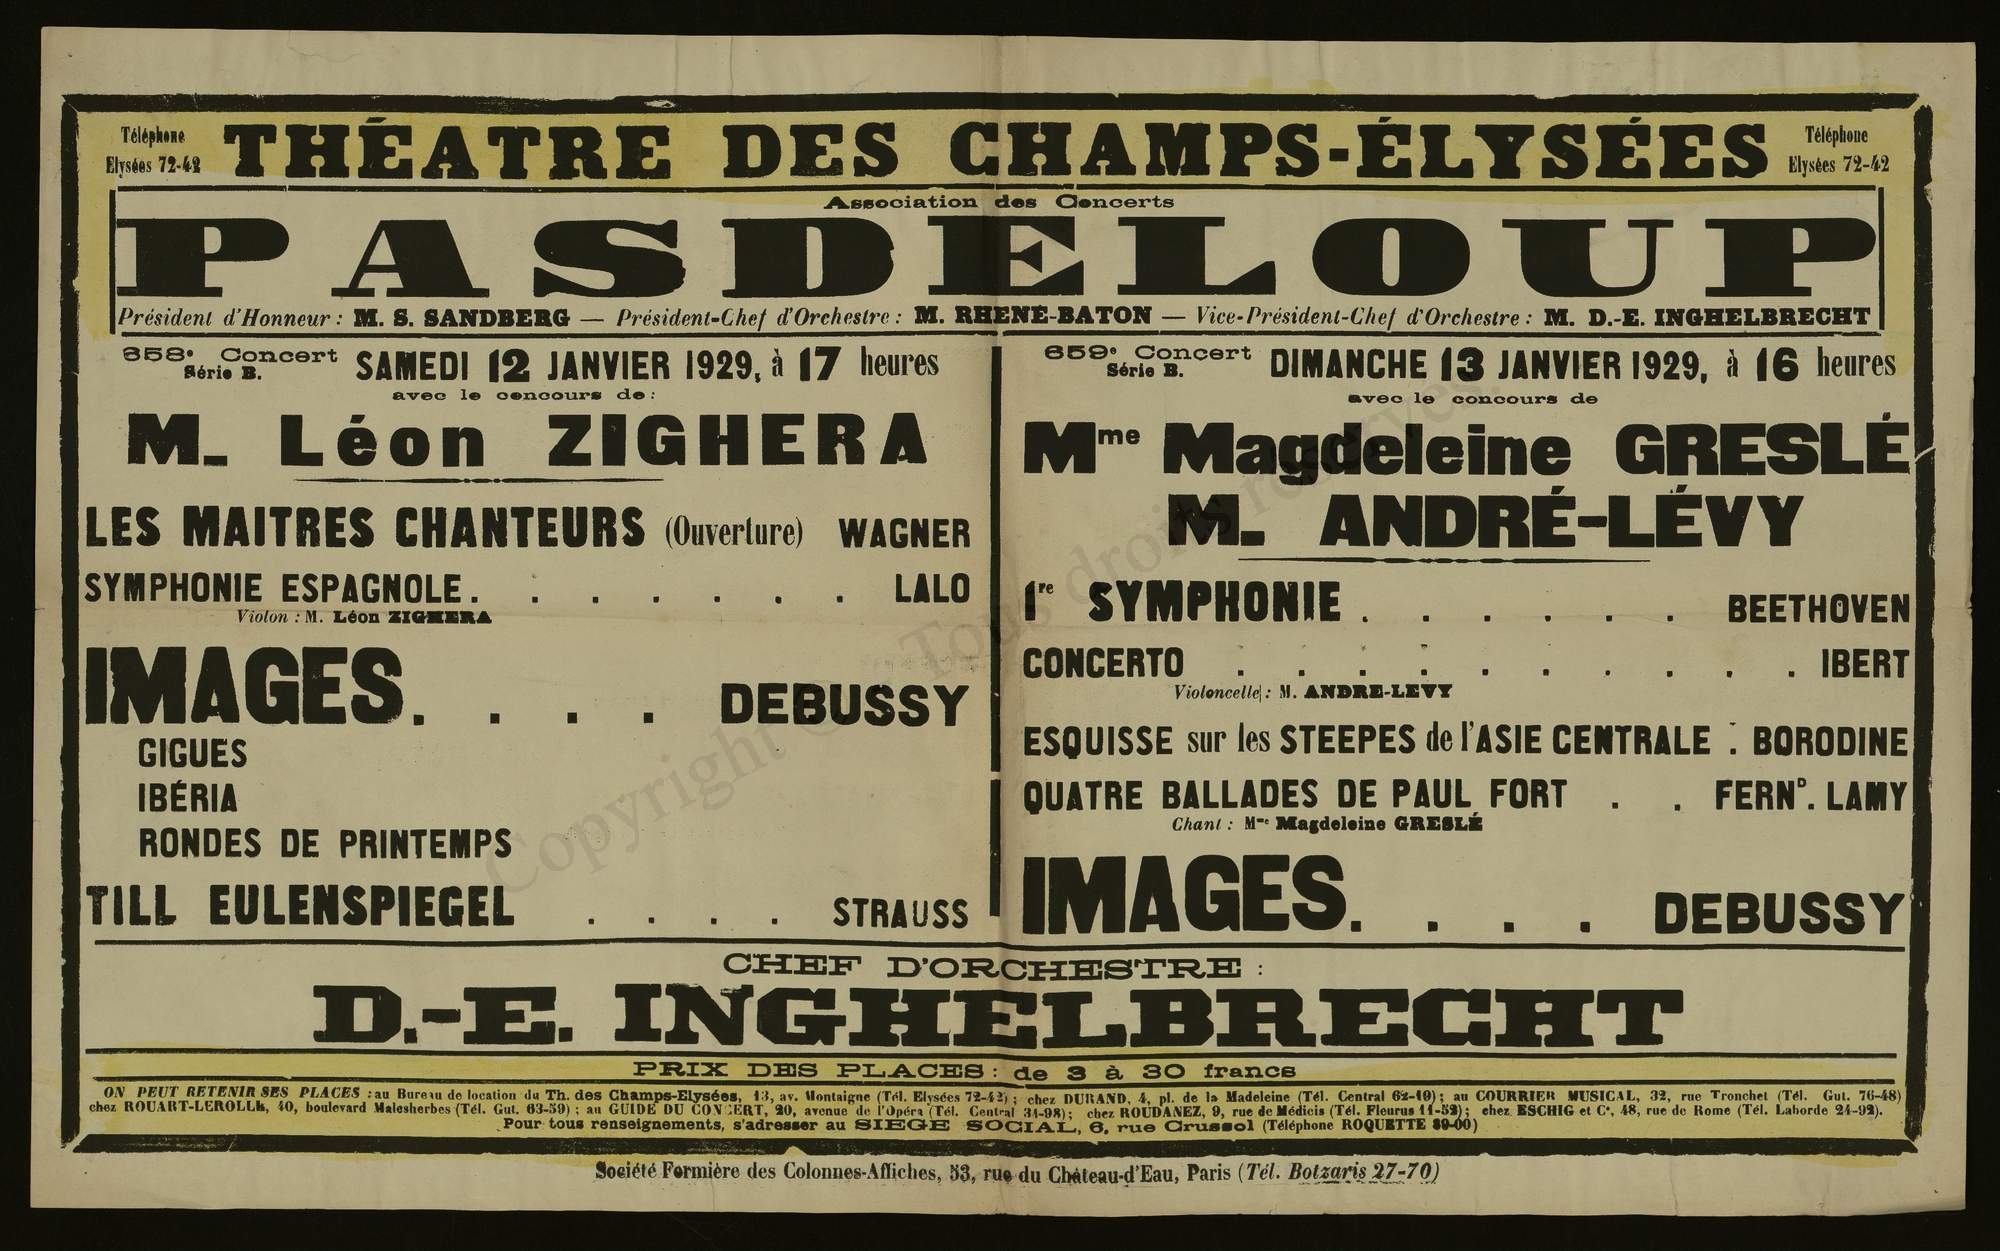 Téléphone
Elysées 72-42
THÉATRE DES CHAMPS-ÉLYSÉES
Téléphone
Elysées 72-42
Association des Concerts
PASDELOUP
Président d'Honneur : M. S. SANDBERG — Président-Chef d'Orchestre : M. RHENÉ-BATON — Vice-Président-Chef d'Orchestre : M. D.-E. INGHELBRECHT
658e Concert
Série B.
SAMEDI 12 JANVIER 1929, à 17 heures
avec le concours de :
M. Léon ZIGHERA
LES MAITRES CHANTEURS (Ouverture) WAGNER
SYMPHONIE ESPAGNOLE. . . . . . . . LALO
Violon : M. Léon ZIGHERA
IMAGES. . . . . DEBUSSY
GIGUES
IBÉRIA
RONDES DE PRINTEMPS
TILL EULENSPIEGEL . . . . STRAUSS
659e Concert
Série B.
DIMANCHE 13 JANVIER 1929, à 16 heures
avec le concours de
Mme Magdeleine GRESLÉ
M. ANDRÉ-LÉVY
1re SYMPHONIE . . . . . . BEETHOVEN
CONCERTO . . . . . . . . . . IBERT
Violoncelle : M. ANDRE-LEVY
ESQUISSE sur les STEEPES de l'ASIE CENTRALE . BORODINE
QUATRE BALLADES DE PAUL FORT . . FERND. LAMY
Chant : Mme Magdeleine GRESLÉ
IMAGES. . . . DEBUSSY
CHEF D'ORCHESTRE :
D.-E. INGHELBRECHT
PRIX DES PLACES : de 3 à 30 francs
ON PEUT RETENIR SES PLACES : au Bureau de location du Th. des Champs-Elysées, 13, av. Montaigne (Tél. Elysées 72-42) ; chez DURAND, 4, pl. de la Madeleine (Tél. Central 62-19) ; au COURRIER MUSICAL, 32, rue Tronchet (Tél. Gut. 76-48)
chez ROUART-LEROLLE, 40, boulevard Malesherbes (Tél. Gut. 63-59) ; au GUIDE DU CONCERT, 20, avenue de l'Opéra (Tél. Central 31-98) ; chez ROUDANEZ, 9, rue de Médicis (Tél. Fleurus 11-52) ; chez ESCHIG et Ce, 48, rue de Rome (Tél. Laborde 24-92).
Pour tous renseignements, s'adresser au SIEGE SOCIAL, 6, rue Crussol (Téléphone ROQUETTE 39-00)
Société Fermière des Colonnes-Affiches, 53, rue du Château-d'Eau, Paris (Tél. Botzaris 27-70)
Copyright © - Tous droits réservés.